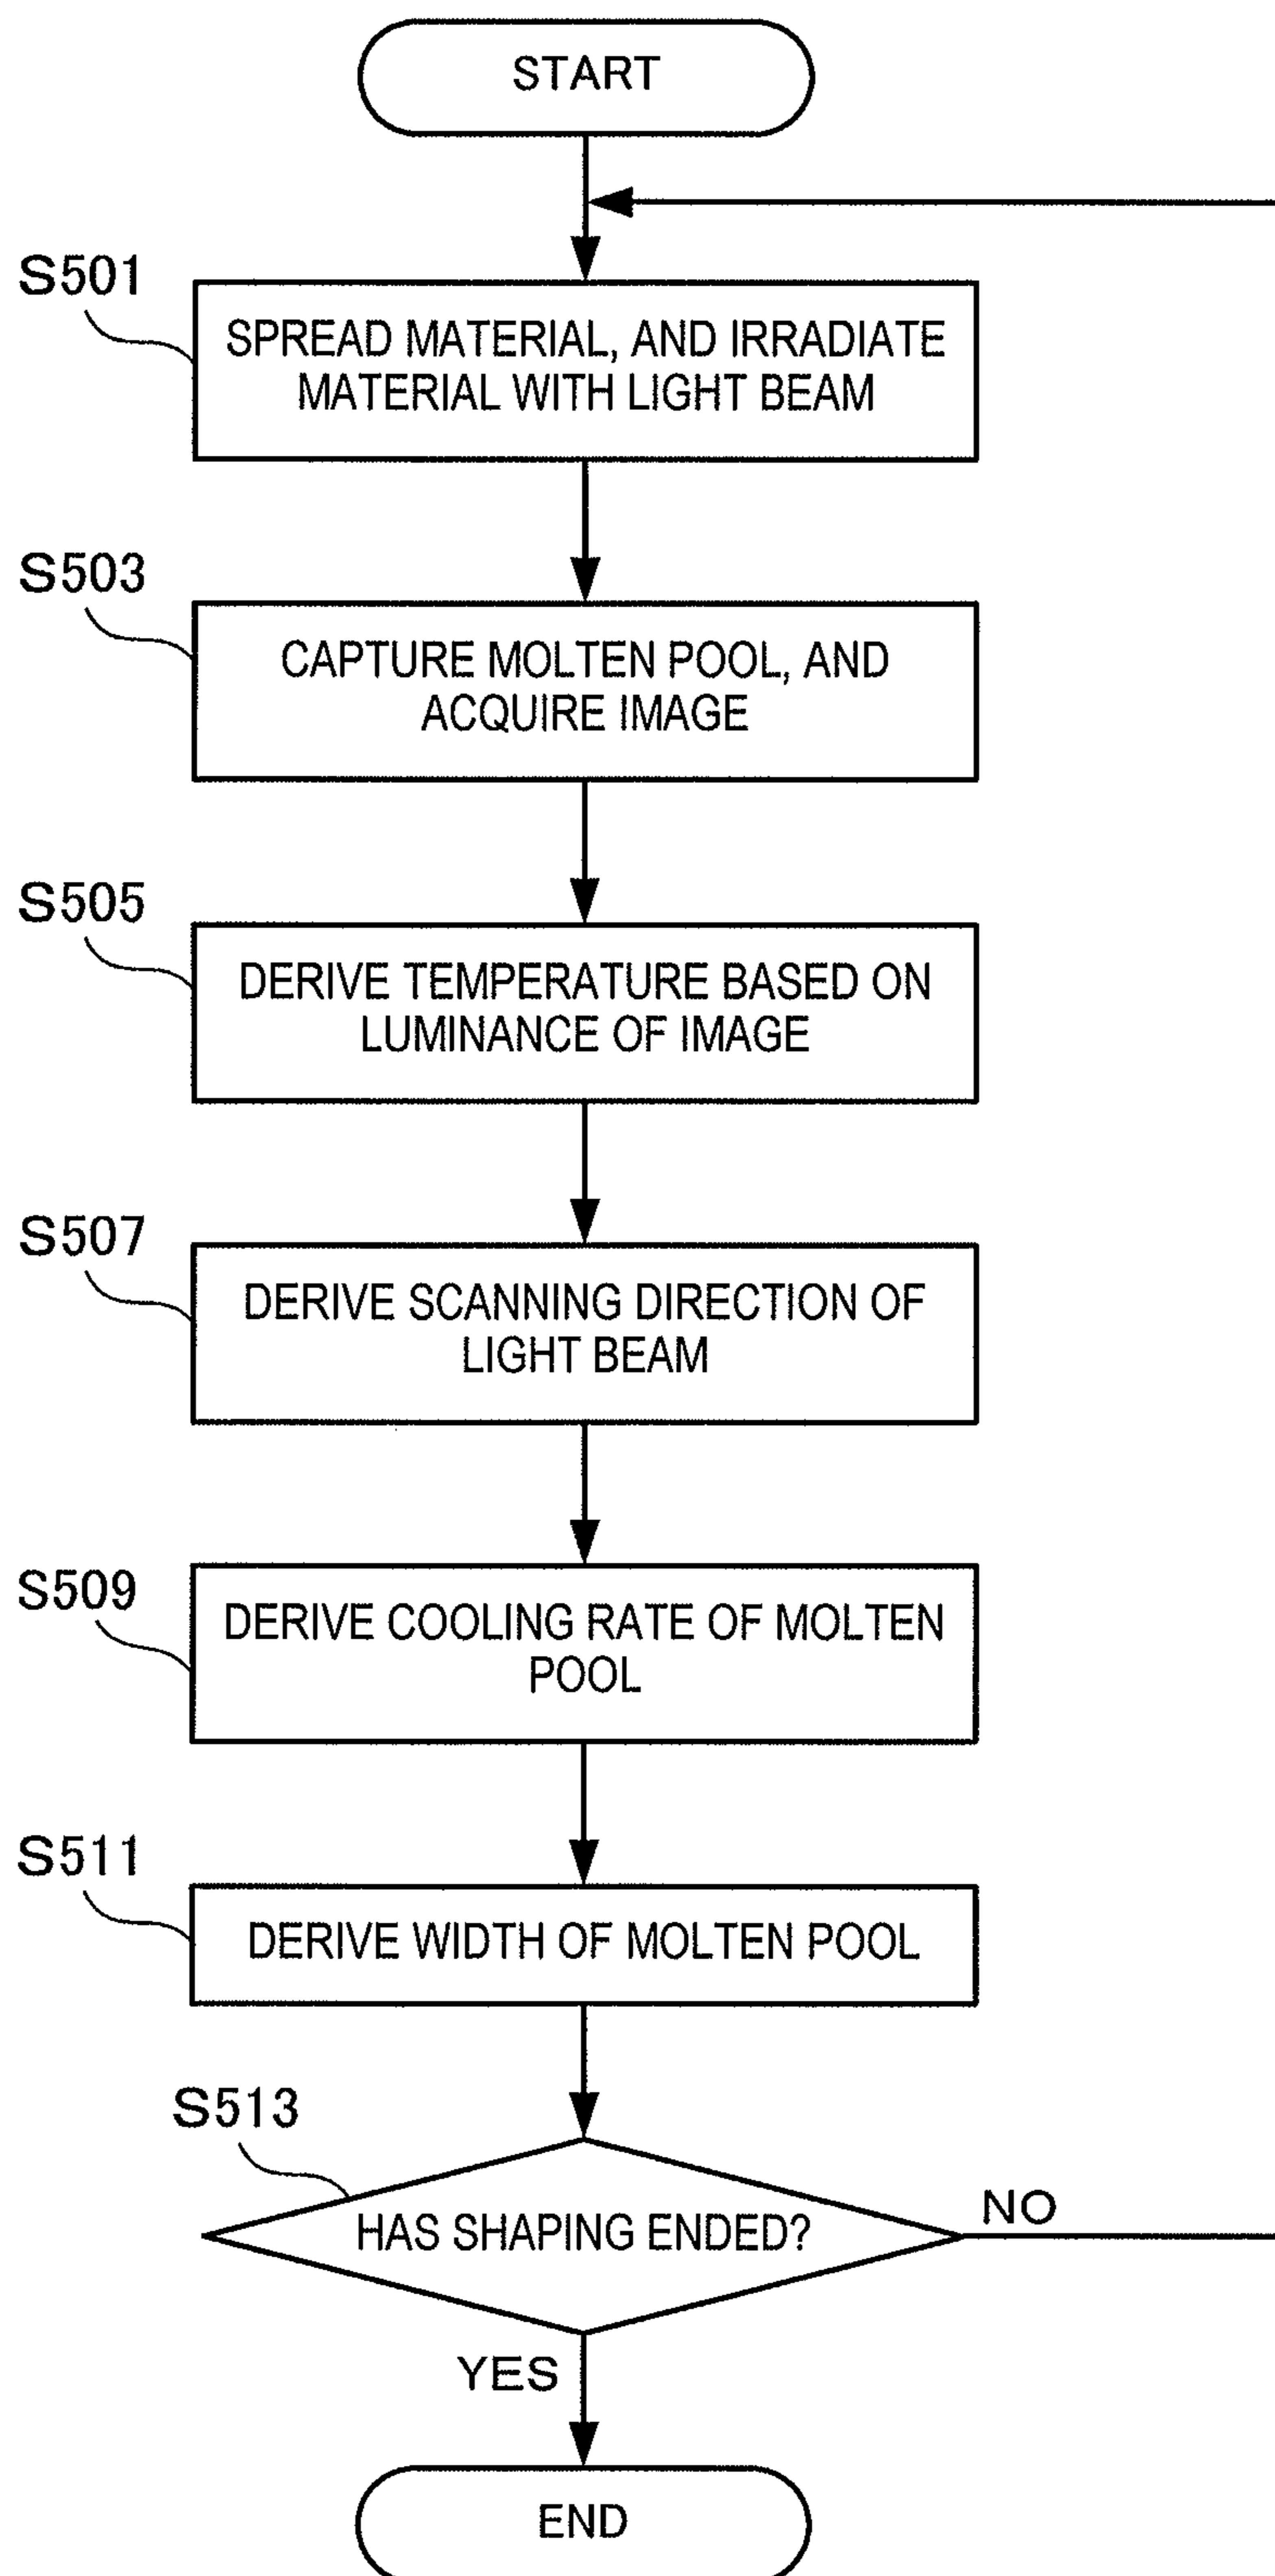 START
S501
SPREAD MATERIAL, AND IRRADIATE
MATERIAL WITH LIGHT BEAM
S503
CAPTURE MOLTEN POOL, AND
ACQUIRE IMAGE
S505
DERIVE TEMPERATURE BASED ON
LUMINANCE OF IMAGE
S507
DERIVE SCANNING DIRECTION OF
LIGHT BEAM
S509
DERIVE COOLING RATE OF MOLTEN
POOL
S511
DERIVE WIDTH OF MOLTEN POOL
S513
HAS SHAPING ENDED?
NO
YES
END